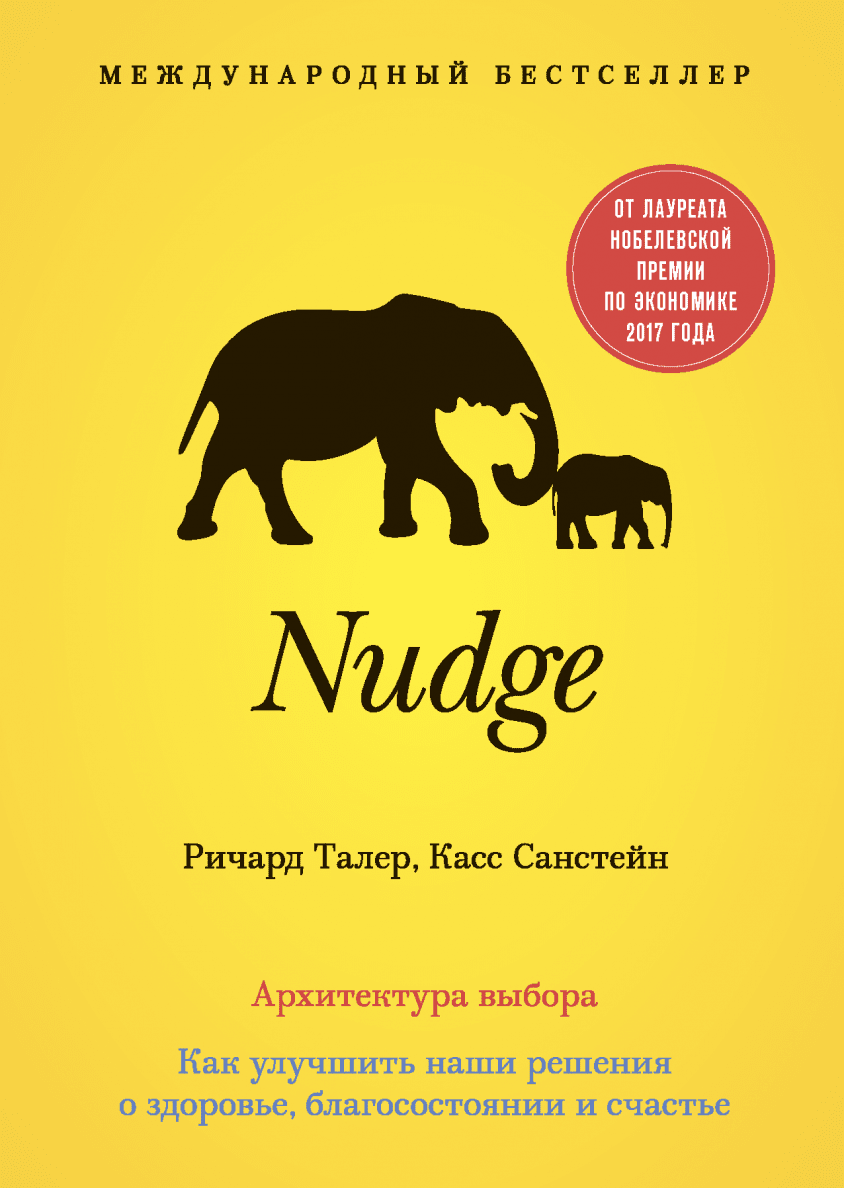 МЕЖДУНАРОДНЫЙ БЕСТСЕЛЛЕР
ОТ ЛАУРЕАТА
НОБЕЛЕВСКОЙ
ПРЕМИИ
ПО ЭКОНОМИКЕ
2017 ГОДА
Nudge
Ричард Талер, Касс Санстейн
Архитектура выбора
Как улучшить наши решения
о здоровье, благосостоянии и счастье